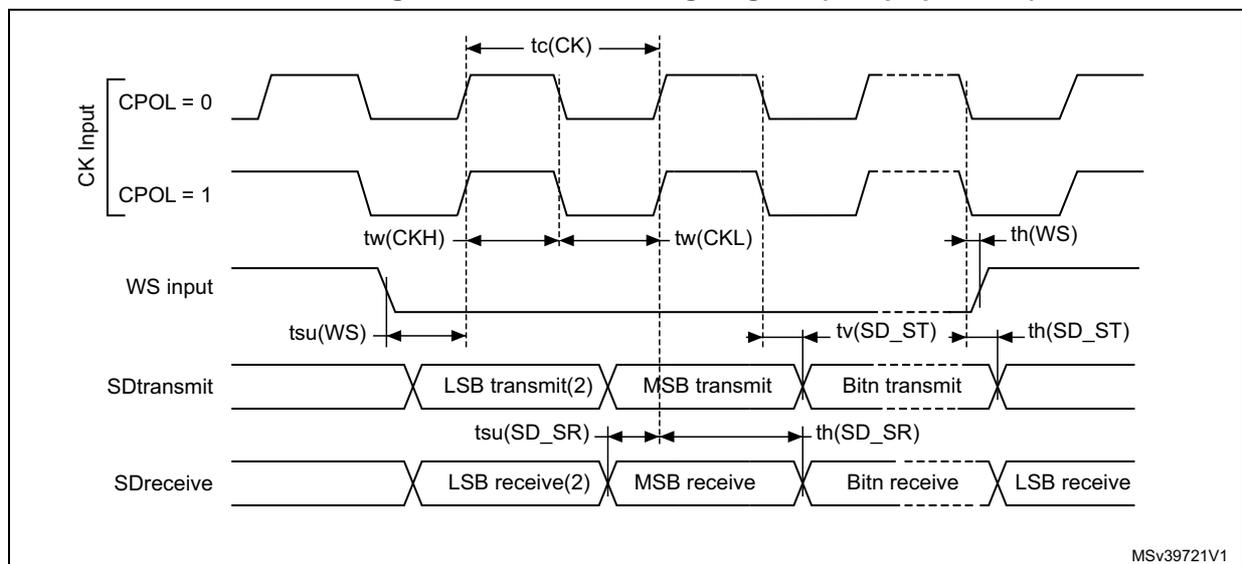 tc(CK)
CK Input
CPOL = 0
CPOL = 1
tw(CKH)
tw(CKL)
th(WS)
WS input
tsu(WS)
tv(SD_ST)
th(SD_ST)
SDtransmit
LSB transmit(2)
MSB transmit
Bitn transmit
tsu(SD_SR)
th(SD_SR)
SDreceive
LSB receive(2)
MSB receive
Bitn receive
LSB receive
MSv39721V1